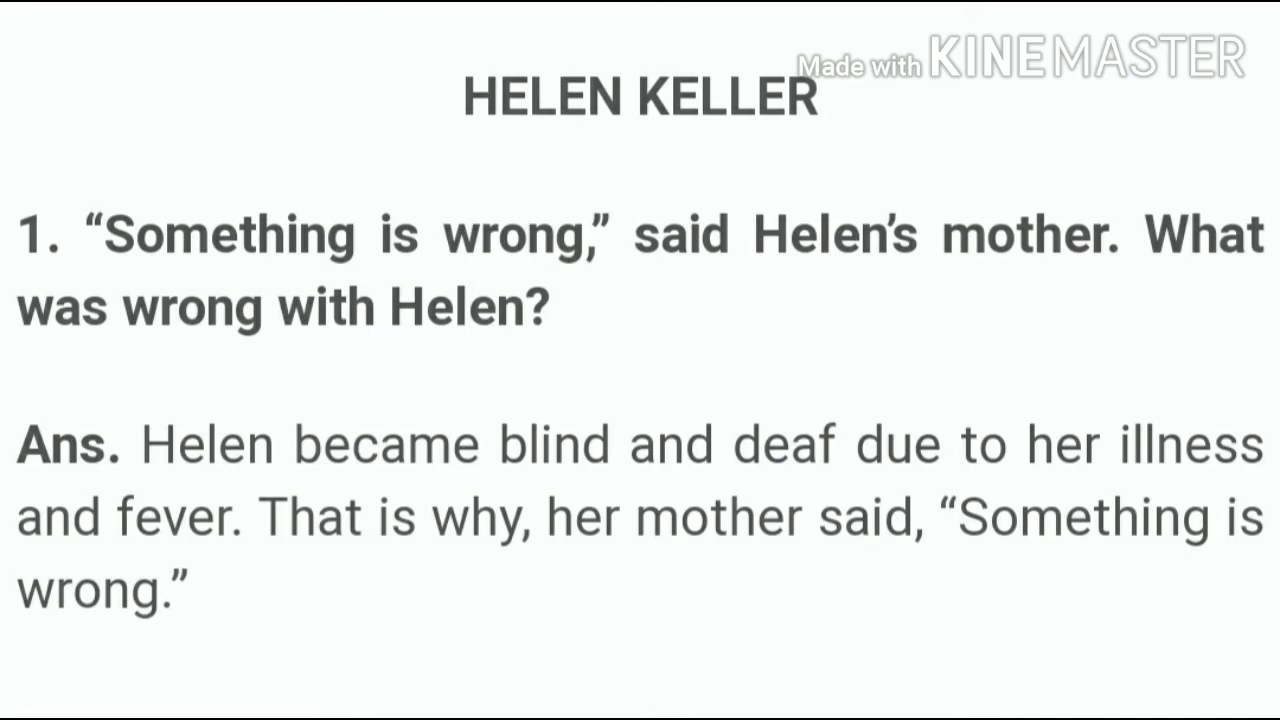 Made with KINEMASTER
HELEN KELLER
1. “Something is wrong,” said Helen’s mother. What
was wrong with Helen?
Ans. Helen became blind and deaf due to her illness
and fever. That is why, her mother said, “Something is
wrong.”